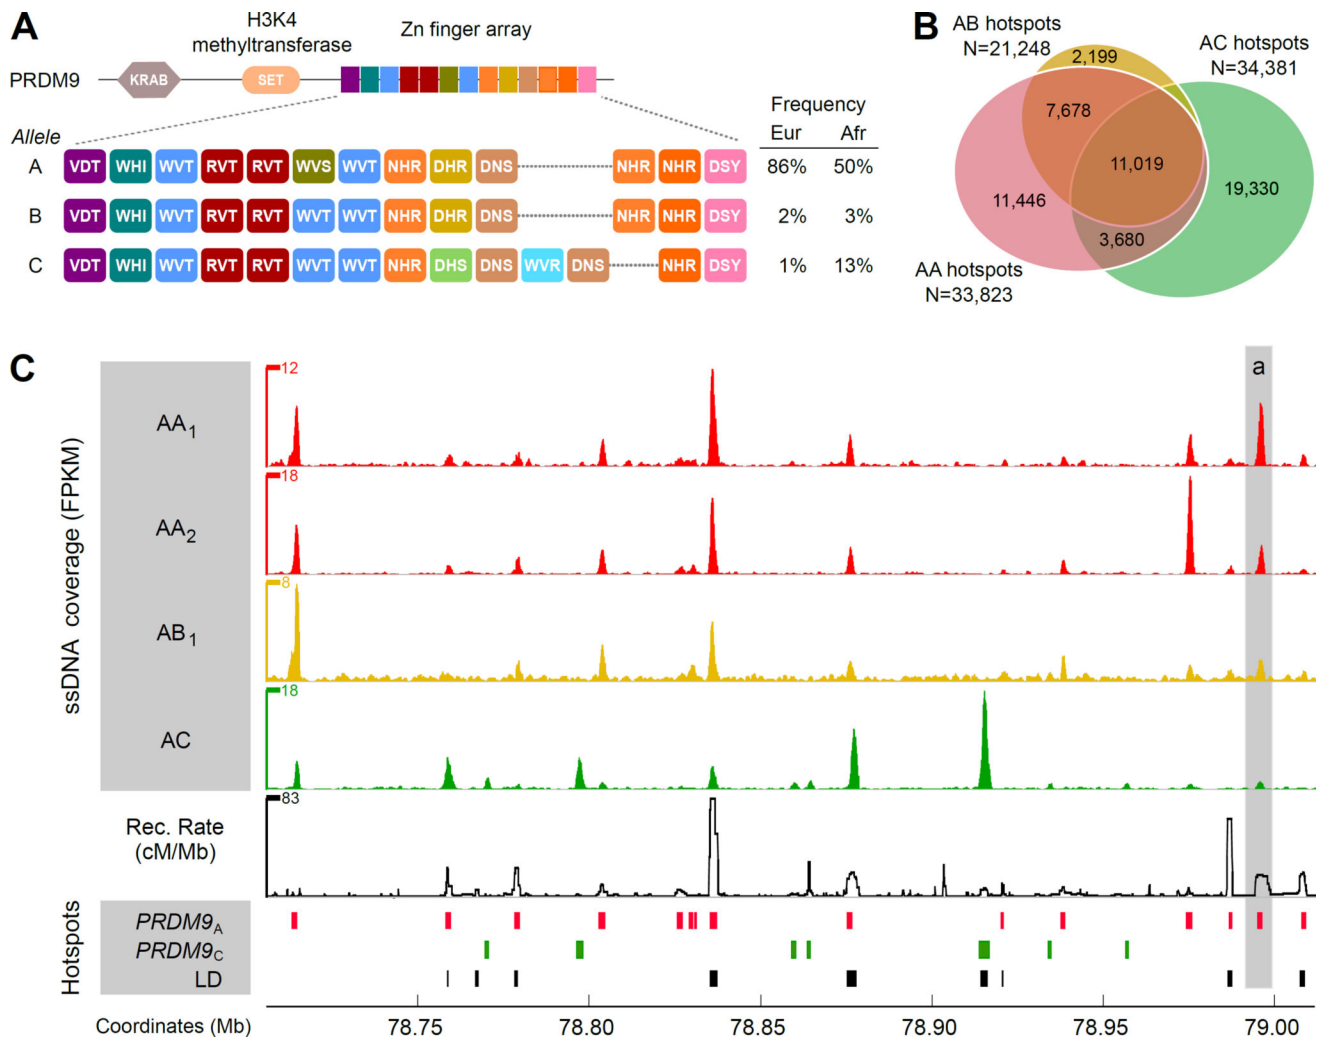 A
H3K4
methyltransferase
Zn finger array
PRDM9
KRAB
SET
Allele
Frequency
Eur Afr
A VDT WHI WVT RVT RVT WVS WVT NHR DHR DNS NHR NHR DSY 86% 50%
B VDT WHI WVT RVT RVT WVT WVT NHR DHR DNS NHR NHR DSY 2% 3%
C VDT WHI WVT RVT RVT WVT WVT NHR DHS DNS WVR DNS NHR DSY 1% 13%
B
AB hotspots
N=21,248
AC hotspots
N=34,381
2,199
7,678
11,019
19,330
11,446
3,680
AA hotspots
N=33,823
C
ssDNA coverage (FPKM)
a
AA1
12
AA2
18
AB1
8
AC
18
Rec. Rate
(cM/Mb)
83
Hotspots
PRDM9A
PRDM9C
LD
Coordinates (Mb) 78.75 78.80 78.85 78.90 78.95 79.00